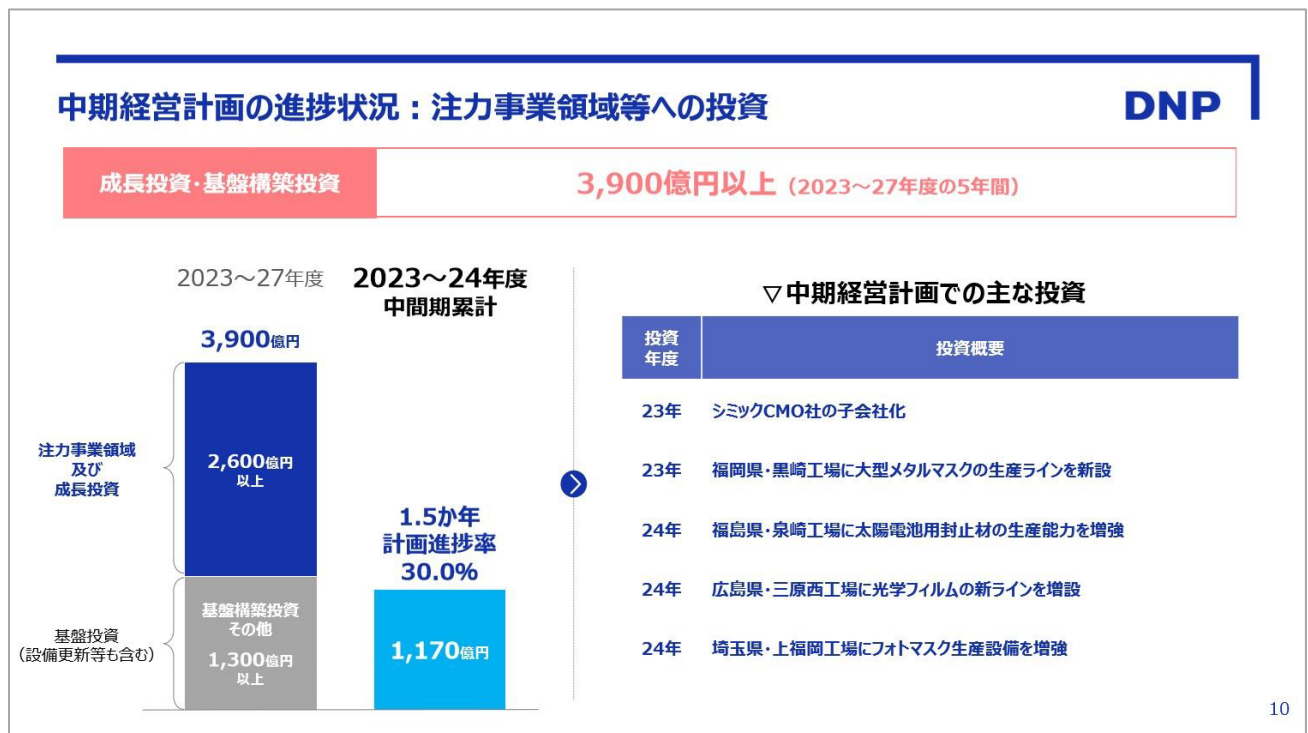 中期経営計画の進捗状況：注力事業領域等への投資
DNP
成長投資･基盤構築投資
3,900億円以上（2023～27年度の5年間）
2023～27年度
2023～24年度
中間期累計
3,900億円
注力事業領域
及び
成長投資
2,600億円
以上
1.5か年
計画進捗率
30.0%
基盤投資
（設備更新等も含む）
基盤構築投資
その他
1,300億円
以上
1,170億円
▽中期経営計画での主な投資
投資
年度
投資概要
23年 シミックCMO社の子会社化
23年 福岡県･黒崎工場に大型メタルマスクの生産ラインを新設
24年 福島県･泉崎工場に太陽電池用封止材の生産能力を増強
24年 広島県･三原西工場に光学フィルムの新ラインを増設
24年 埼玉県･上福岡工場にフォトマスク生産設備を増強
10